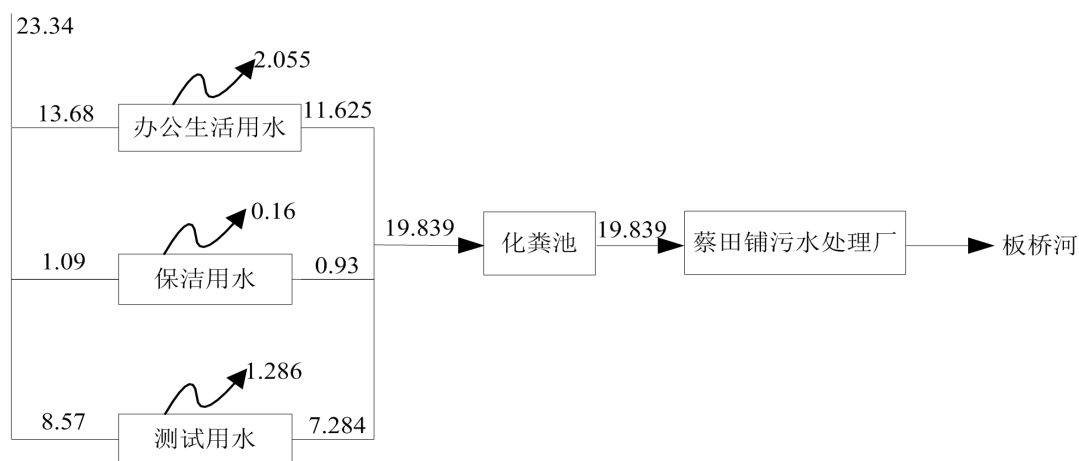 23.34
2.055
13.68
办公生活用水
11.625
0.16
1.09
保洁用水
0.93
19.839
化粪池
19.839
蔡田铺污水处理厂
板桥河
1.286
8.57
测试用水
7.284